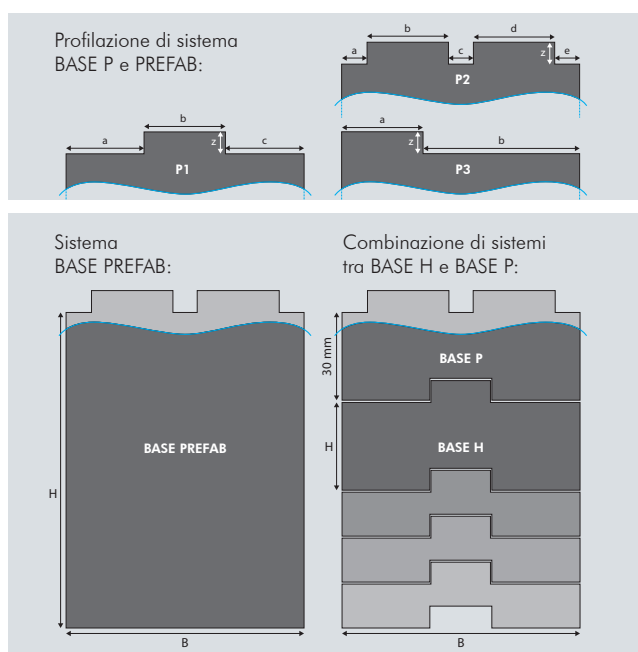 Profilazione di sistema
BASE P e PREFAB:
a
b
c
d
e
z
P2
a
b
c
z
P1
a
b
z
P3
Sistema
BASE PREFAB:
Combinazione di sistemi
tra BASE H e BASE P:
H
BASE PREFAB
B
30 mm
BASE P
H
BASE H
B